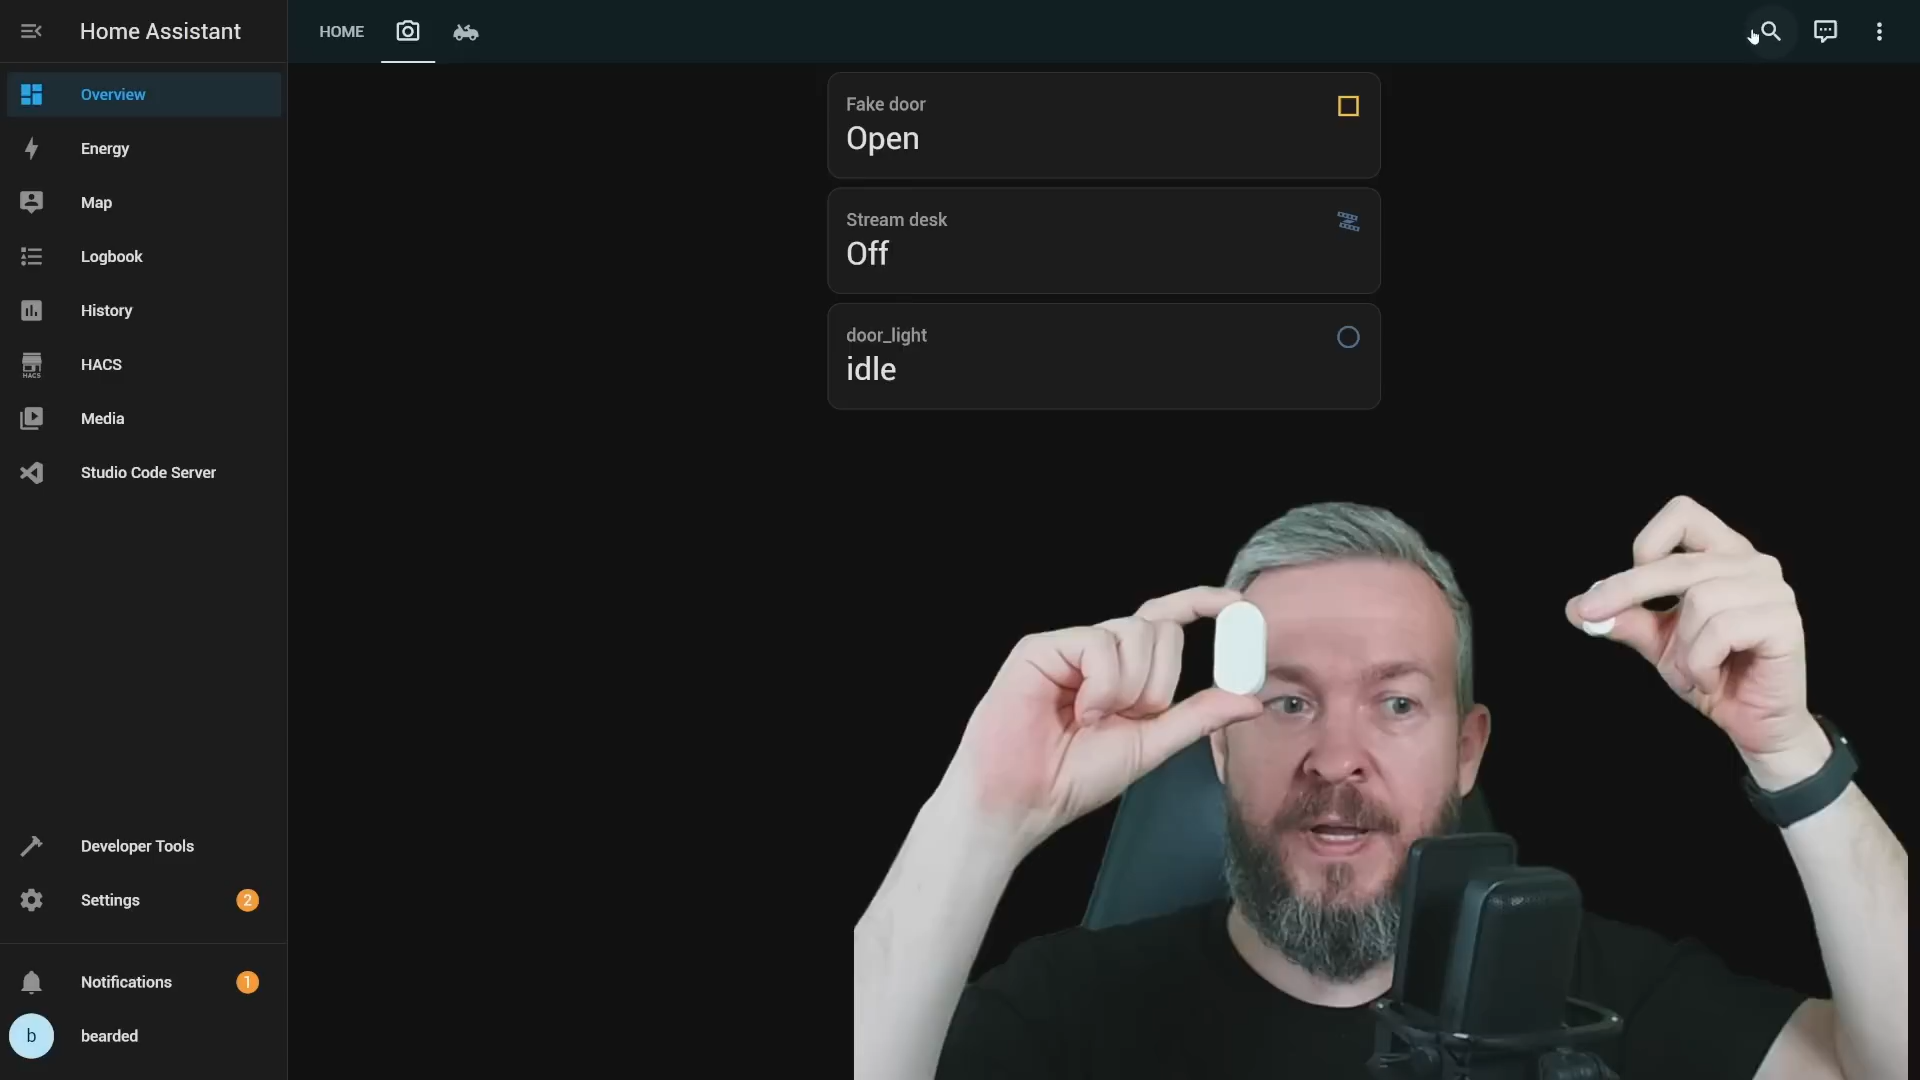 Home Assistant
HOME
Overview
Energy
Map
Logbook
History
HACS
HACS
Media
Studio Code Server
Developer Tools
Settings
2
Notifications
1
b
bearded
Fake door
Open
Stream desk
Off
door_light
idle